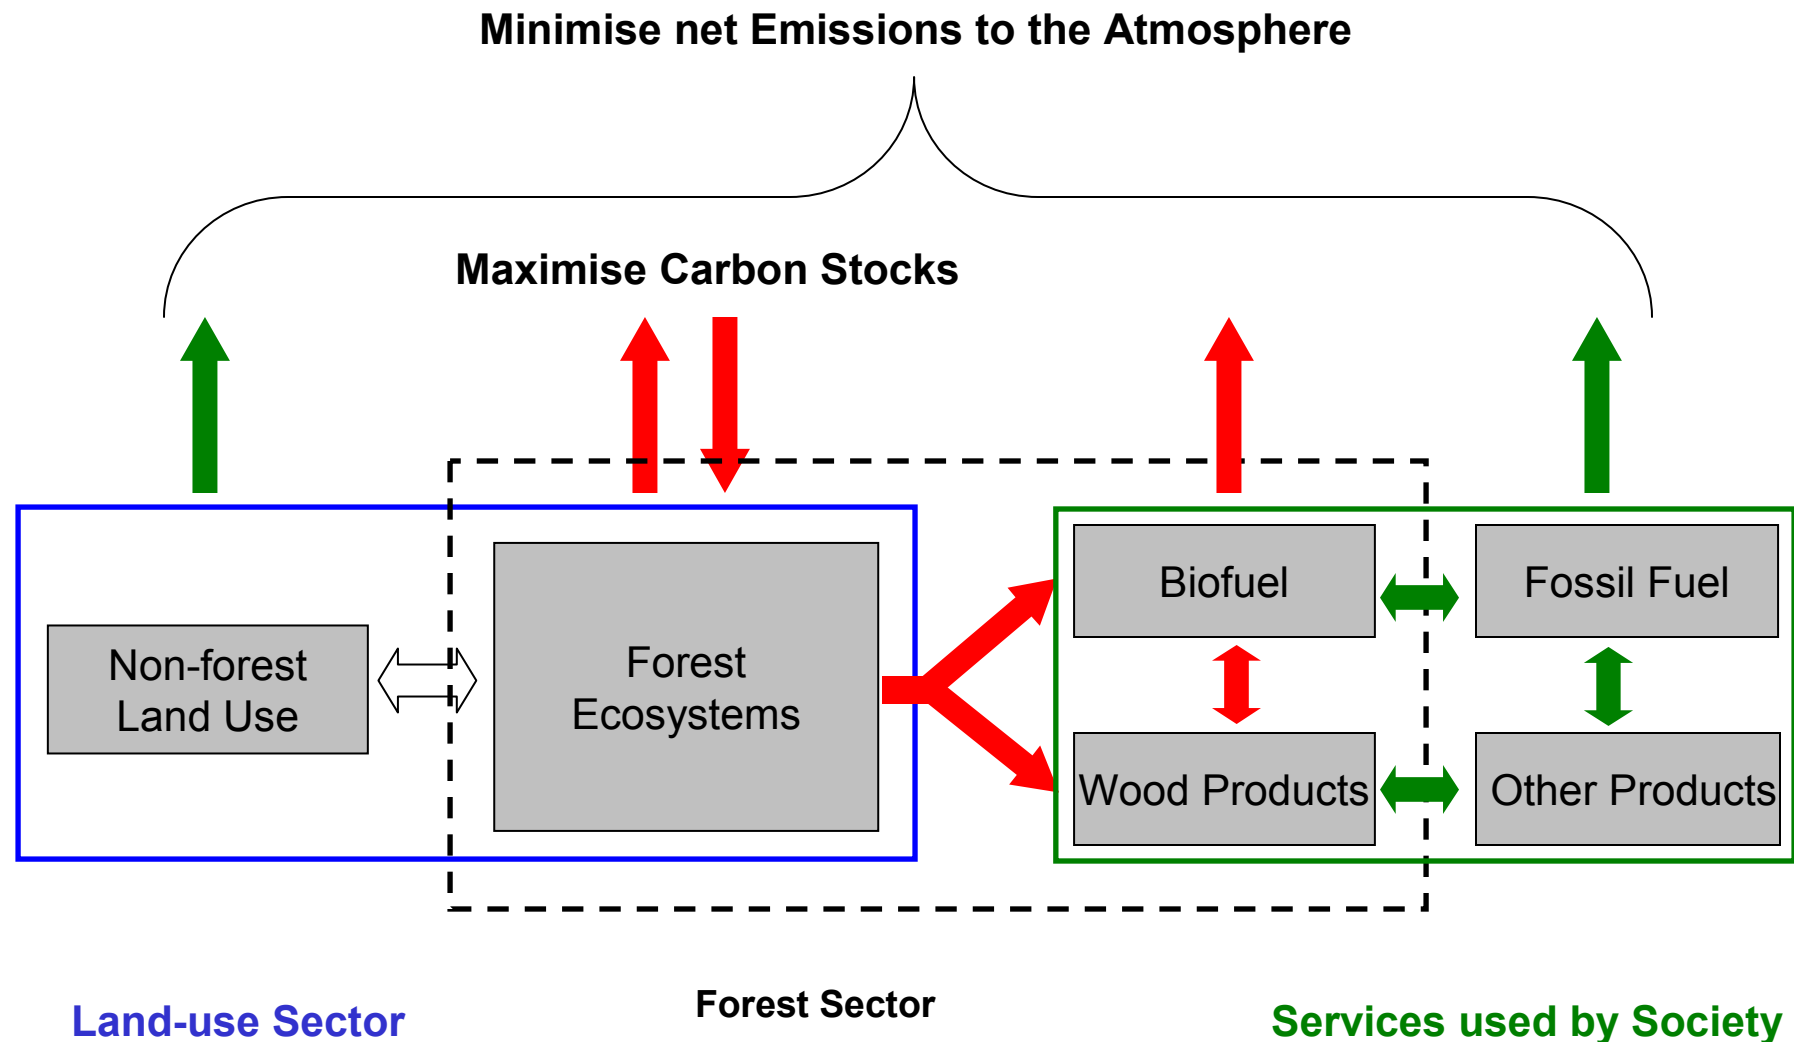 Minimise net Emissions to the Atmosphere
Maximise Carbon Stocks
Non-forest
Land Use
Forest
Ecosystems
Biofuel
Fossil Fuel
Wood Products
Other Products
Land-use Sector
Forest Sector
Services used by Society